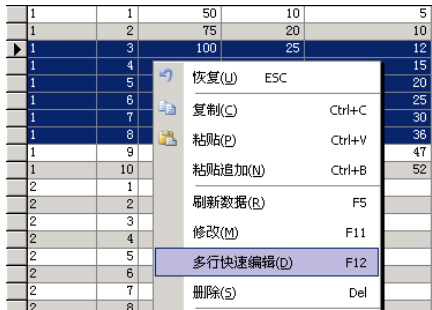 1 1 50 10 5
1 2 75 20 10
1 3 100 25 12
1 4 15
1 5 20
1 6 25
1 7 30
1 8 36
1 9 47
1 10 52
2 1
2 2
2 3
2 4
2 5
2 6
2 7
2 8
恢复(U) ESC
复制(C) Ctrl+C
粘贴(P) Ctrl+V
粘贴追加(N) Ctrl+B
刷新数据(R) F5
修改(M) F11
多行快速编辑(D) F12
删除(S) Del